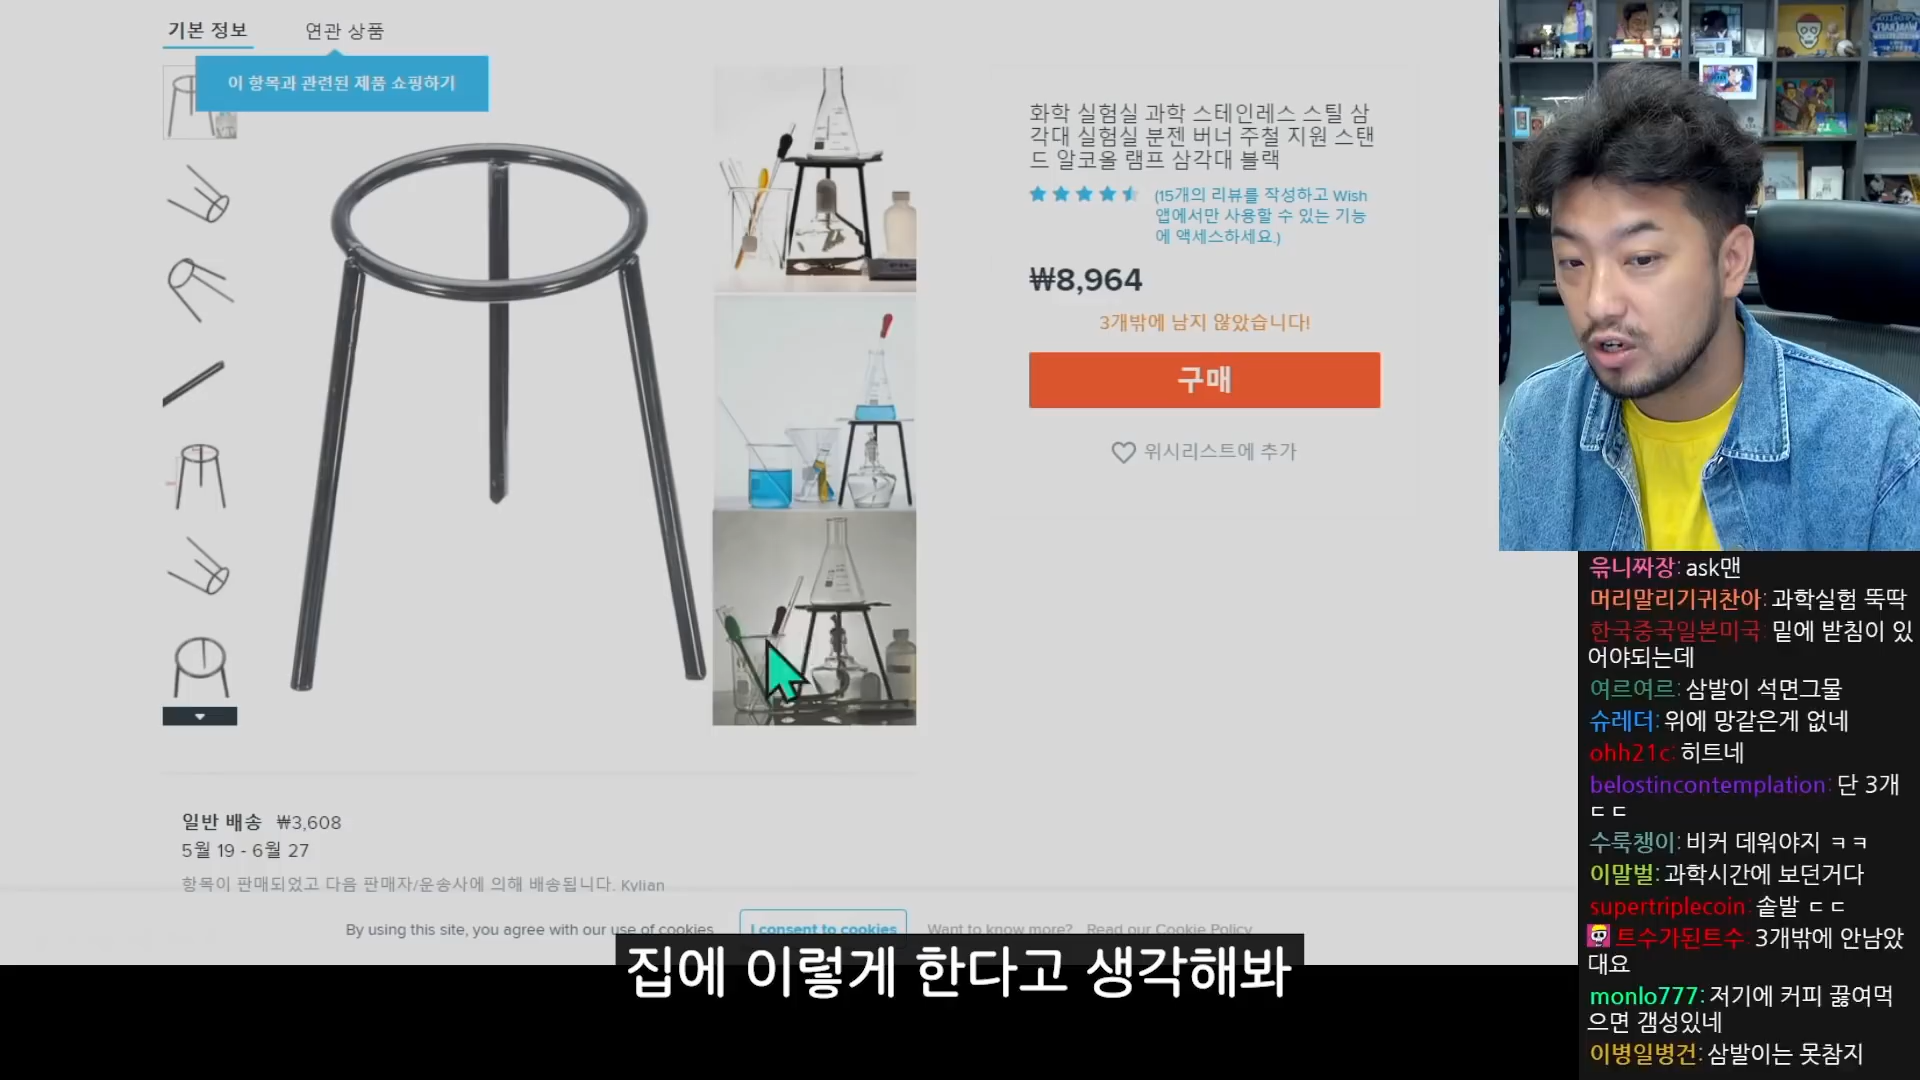 기본 정보
연관 상품
이 항목과 관련된 제품 쇼핑하기
화학 실험실 과학 스테인레스 스틸 삼
각대 실험실 분젠 버너 주철 지원 스탠
드 알코올 램프 삼각대 블랙
(15개의 리뷰를 작성하고 Wish
앱에서만 사용할 수 있는 기능
에 액세스하세요.)
₩8,964
3개밖에 남지 않았습니다!
구매
위시리스트에 추가
일반 배송 ₩3,608
5월 19 - 6월 27
항목이 판매되었고 다음 판매자/운송사에 의해 배송됩니다. Kylian
By using this site, you agree with our use of cookies
I consent to cookies
Want to know more? Read our Cookie Policy
집에 이렇게 한다고 생각해봐
윾니짜장: ask맨
머리말리기귀찬아: 과학실험 뚝딱
한국중국일본미국: 밑에 받침이 있
어야되는데
여르여르: 삼발이 석면그물
슈레더: 위에 망같은게 없네
ohh21c: 히트네
belostincontemplation: 단 3개
ㄷㄷ
수룩챙이: 비커 데워야지 ㅋㅋ
이말벌: 과학시간에 보던거다
supertriplecoin: 솥발 ㄷㄷ
트수가된트수: 3개밖에 안남았
대요
monlo777: 저기에 커피 끓여먹
으면 갬성있네
이병일병건: 삼발이는 못참지